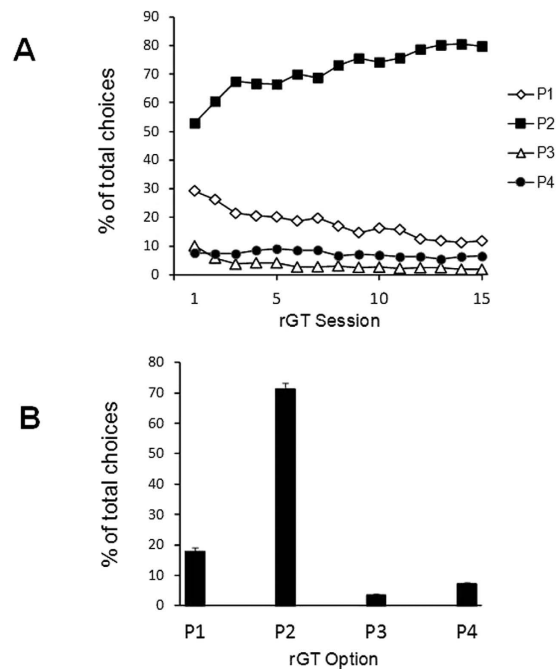 A
% of total choices
90
80
70
60
50
40
30
20
10
0
1 5 10 15
rGT Session
P1
P2
P3
P4
B
% of total choices
80
70
60
50
40
30
20
10
0
P1 P2 P3 P4
rGT Option